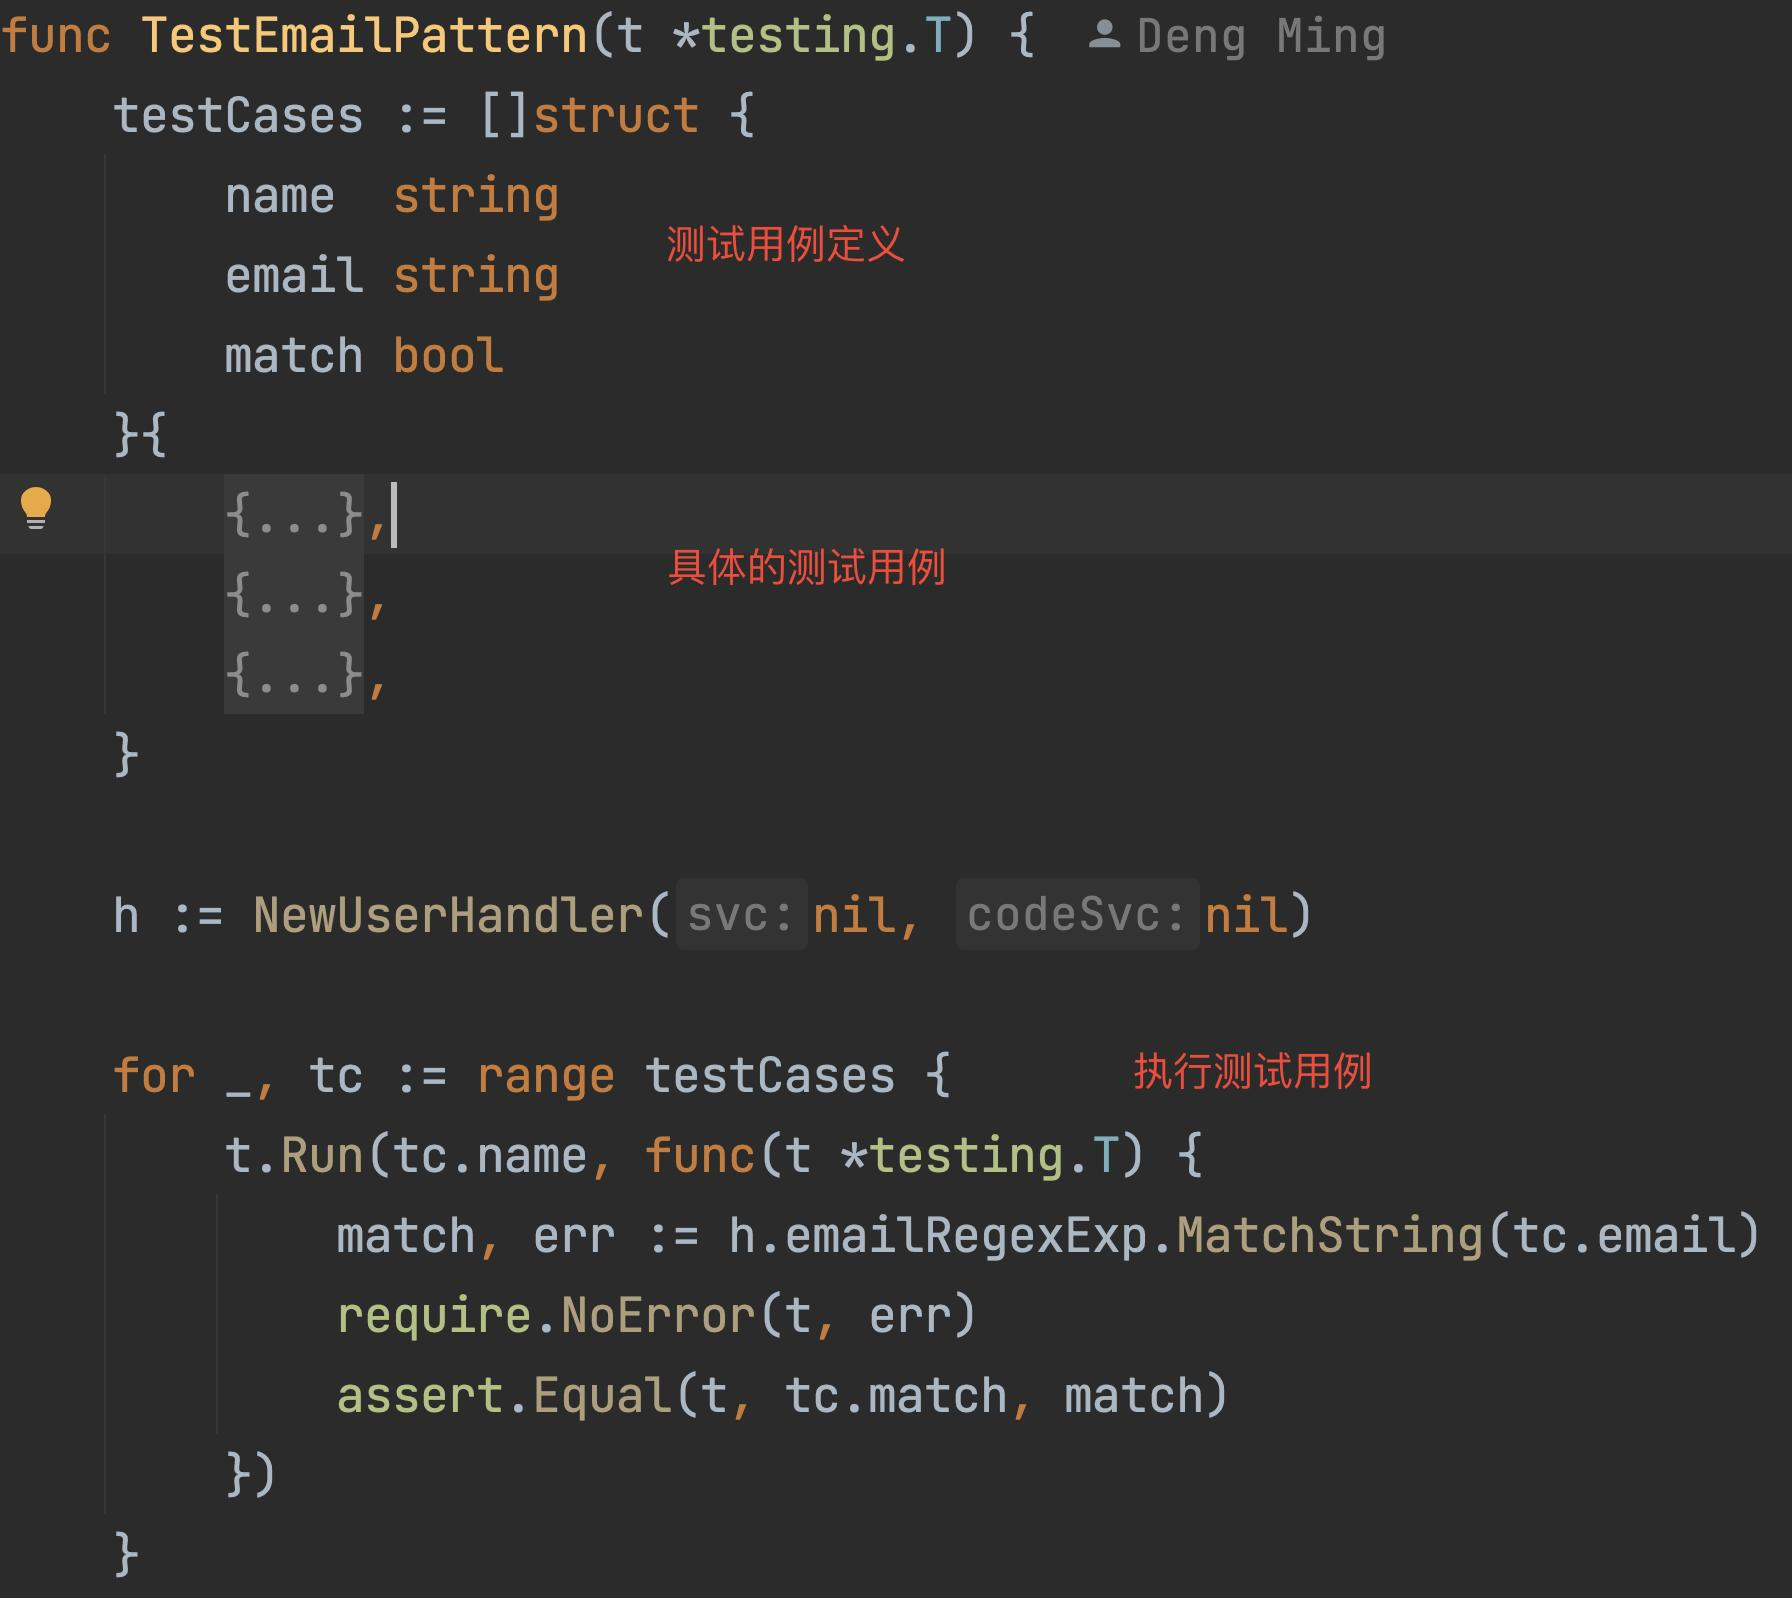 func TestEmailPattern(t *testing.T) { Deng Ming
testCases := []struct {
name string
测试用例定义
email string
match bool
}{
{...},
具体的测试用例
{...},
{...},
}
h := NewUserHandler(svc: nil, codeSvc: nil)
for _, tc := range testCases { 执行测试用例
t.Run(tc.name, func(t *testing.T) {
match, err := h.emailRegexExp.MatchString(tc.email)
require.NoError(t, err)
assert.Equal(t, tc.match, match)
})
}